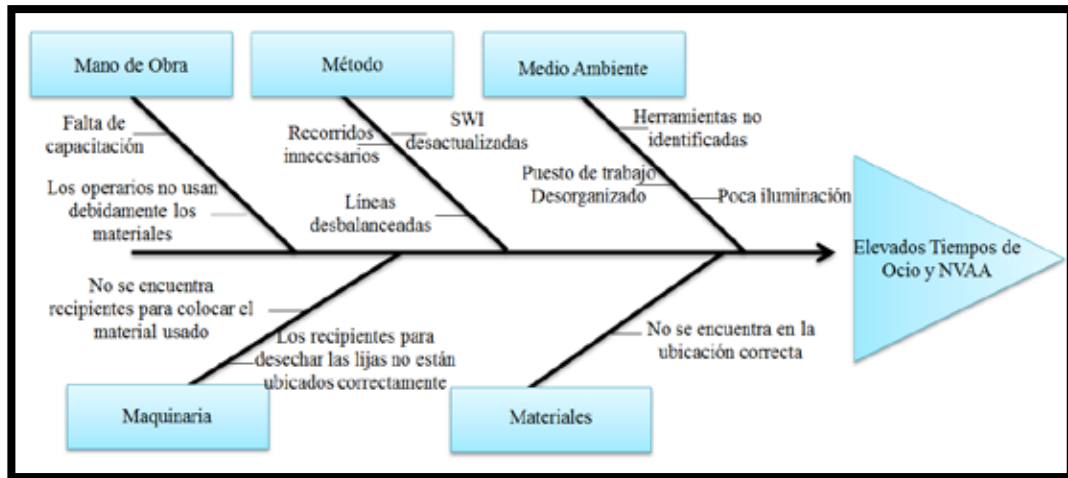 Mano de Obra
Método
Medio Ambiente
Falta de
capacitación
Los operarios no usan
debidamente los
materiales
Recorridos
innecesarios
SWI
desactualizadas
Líneas
desbalanceadas
Herramientas no
identificadas
Puesto de trabajo
Desorganizado
Poca iluminación
Elevados Tiempos de
Ocio y NVAA
No se encuentra
recipientes para colocar el
material usado
Los recipientes para
desechar las lijas no están
ubicados correctamente
No se encuentra en la
ubicación correcta
Maquinaria
Materiales